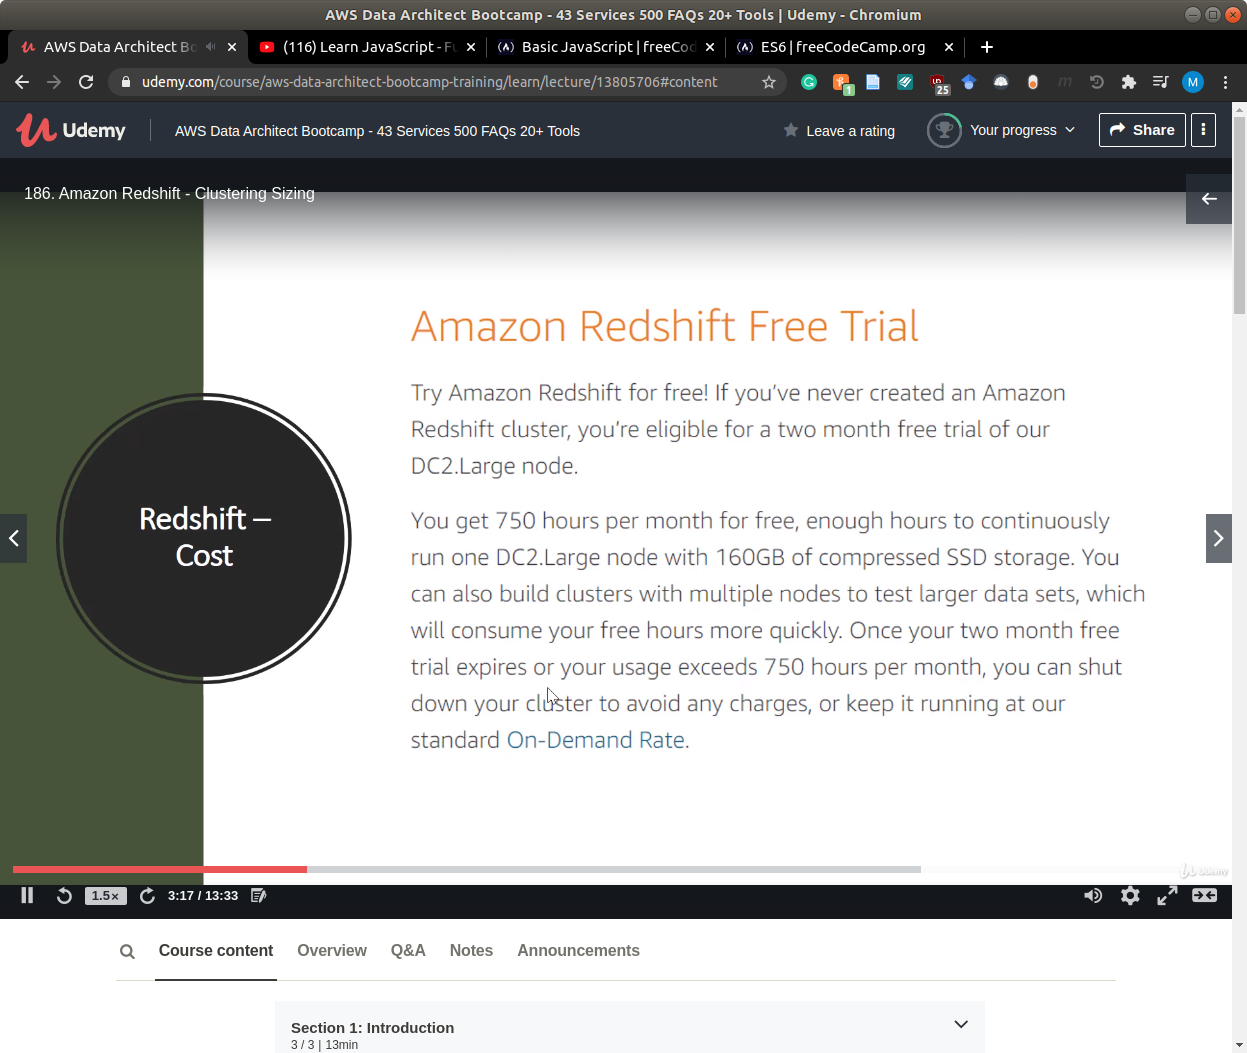 AWS Data Architect Bootcamp - 43 Services 500 FAQs 20+ Tools | Udemy - Chromium
AWS Data Architect Bo
(116) Learn JavaScript - Fu
Basic JavaScript | freeCod
ES6 | freeCodeCamp.org
udemy.com/course/aws-data-architect-bootcamp-training/learn/lecture/13805706#content
1
25
M
Udemy
AWS Data Architect Bootcamp - 43 Services 500 FAQs 20+ Tools
Leave a rating
Your progress
Share
186. Amazon Redshift - Clustering Sizing
Amazon Redshift Free Trial
Try Amazon Redshift for free! If you've never created an Amazon
Redshift cluster, you're eligible for a two month free trial of our
DC2.Large node.
Redshift –
Cost
You get 750 hours per month for free, enough hours to continuously
run one DC2.Large node with 160GB of compressed SSD storage. You
can also build clusters with multiple nodes to test larger data sets, which
will consume your free hours more quickly. Once your two month free
trial expires or your usage exceeds 750 hours per month, you can shut
down your cluster to avoid any charges, or keep it running at our
standard On-Demand Rate.
Udemy
1.5×
3:17 / 13:33
Course content
Overview
Q&A
Notes
Announcements
Section 1: Introduction
3 / 3 | 13min